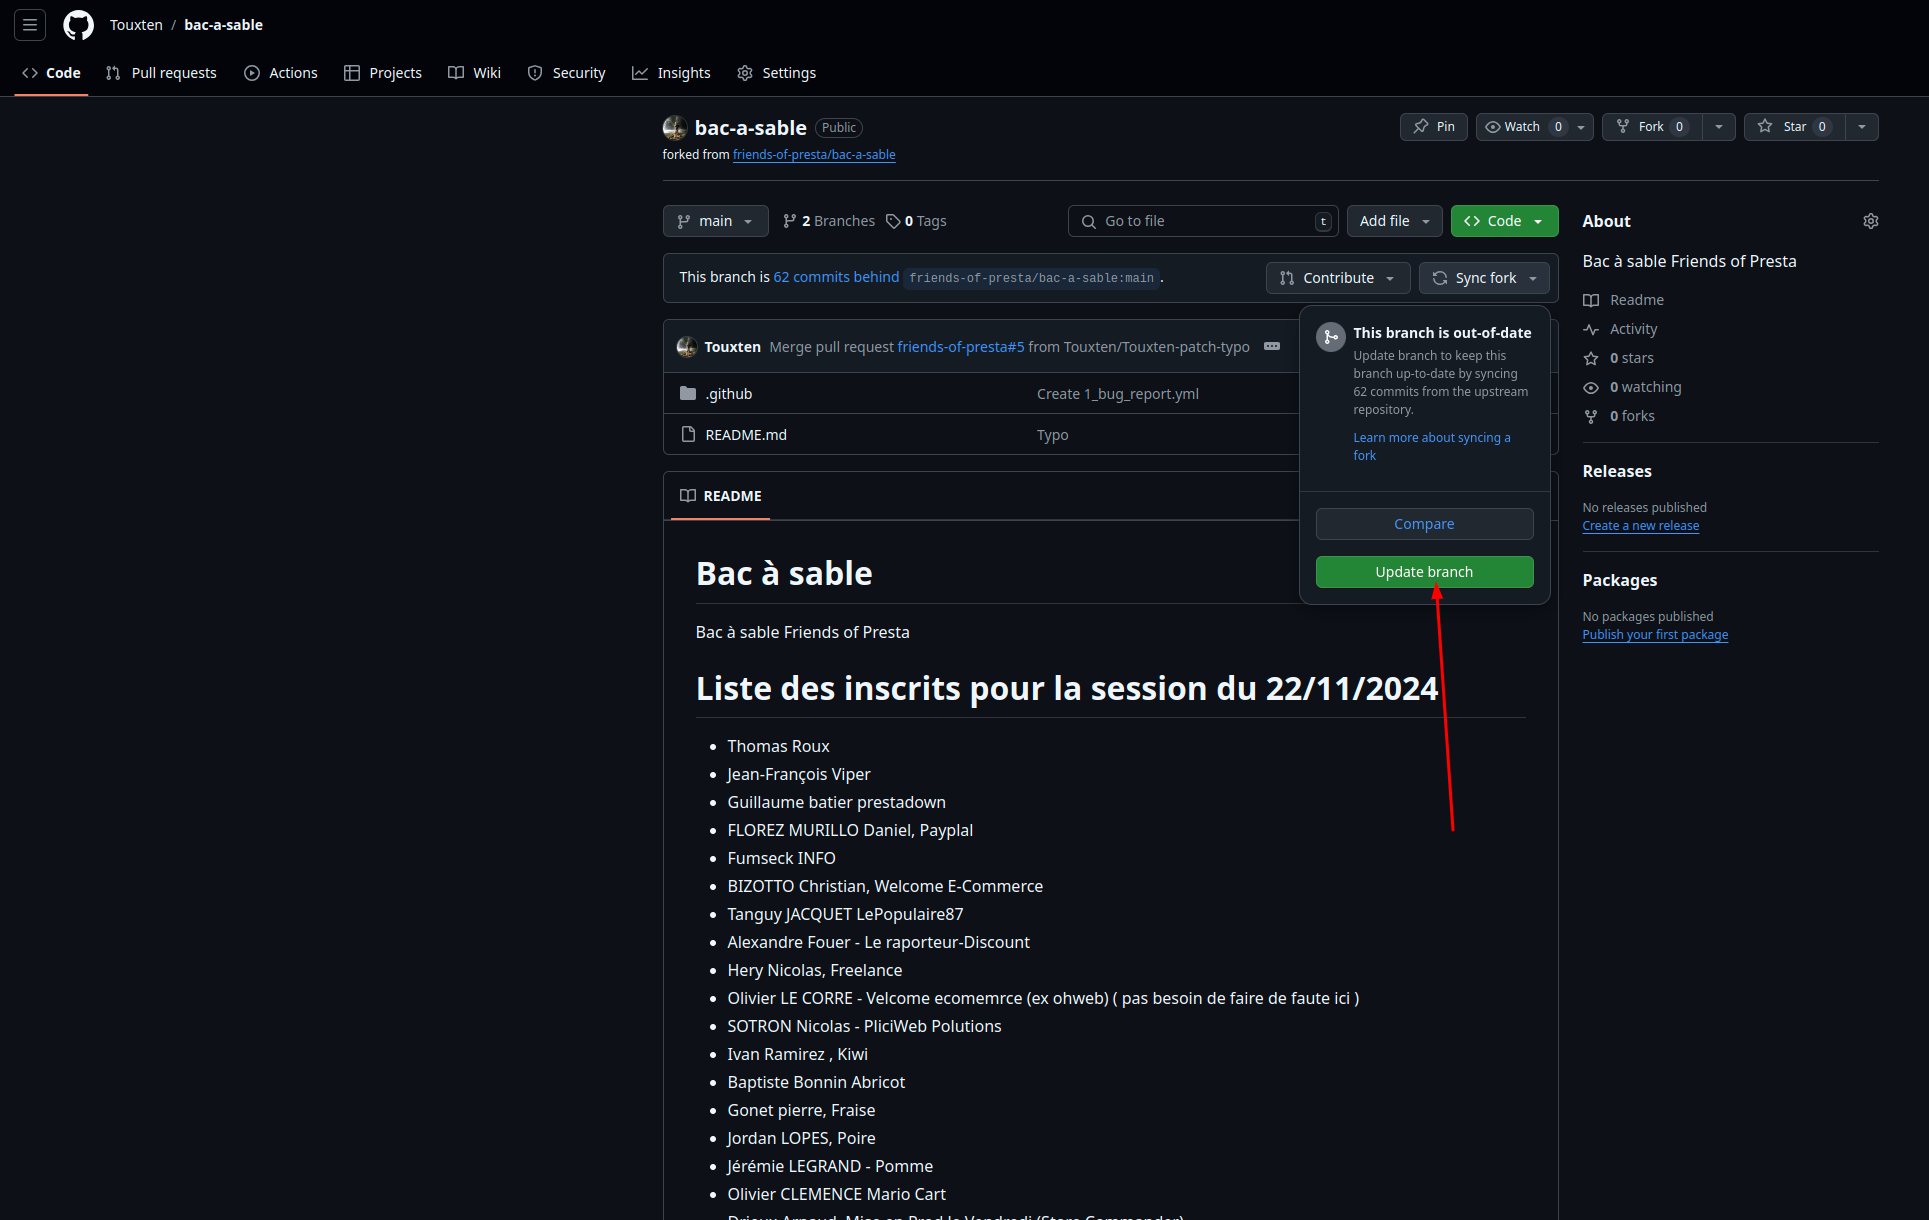 Touxten / bac-a-sable
Code Pull requests Actions Projects Wiki Security Insights Settings
bac-a-sable Public
Pin Watch 0 Fork 0 Star 0
forked from friends-of-presta/bac-a-sable
main 2 Branches 0 Tags Go to file t Add file Code
This branch is 62 commits behind friends-of-presta/bac-a-sable:main .
Contribute Sync fork
Touxten Merge pull request friends-of-presta#5 from Touxten/Touxten-patch-typo
.github Create 1_bug_report.yml
README.md Typo
This branch is out-of-date
Update branch to keep this
branch up-to-date by syncing
62 commits from the upstream
repository.
Learn more about syncing a
fork
Compare
Update branch
README
Bac à sable
Bac à sable Friends of Presta
Liste des inscrits pour la session du 22/11/2024
Thomas Roux
Jean-François Viper
Guillaume batier prestadown
FLOREZ MURILLO Daniel, Payplal
Fumseck INFO
BIZOTTO Christian, Welcome E-Commerce
Tanguy JACQUET LePopulaire87
Alexandre Fouer - Le raporteur-Discount
Hery Nicolas, Freelance
Olivier LE CORRE - Velcome ecomemrce (ex ohweb) ( pas besoin de faire de faute ici )
SOTRON Nicolas - PliciWeb Polutions
Ivan Ramirez , Kiwi
Baptiste Bonnin Abricot
Gonet pierre, Fraise
Jordan LOPES, Poire
Jérémie LEGRAND - Pomme
Olivier CLEMENCE Mario Cart
Drieux Arnaud, Mise en Prod le Vendredi (Store Commander)
About
Bac à sable Friends of Presta
Readme
Activity
0 stars
0 watching
0 forks
Releases
No releases published
Create a new release
Packages
No packages published
Publish your first package